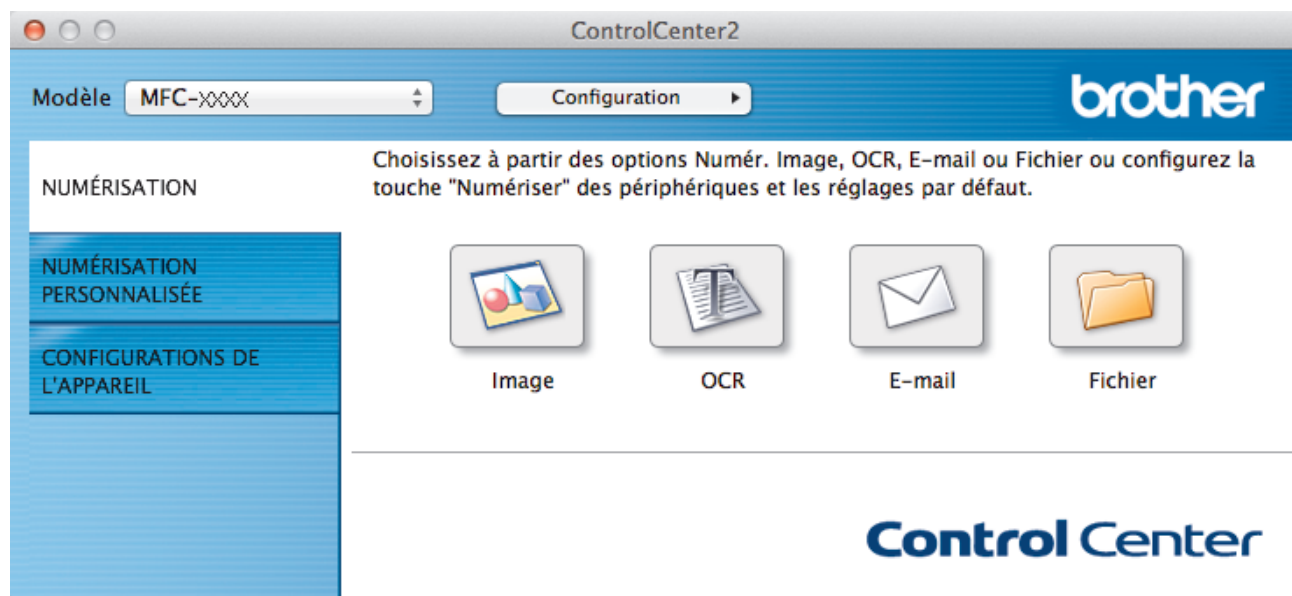 ControlCenter2
Modèle MFC-XXXX Configuration brother
NUMÉRISATION
Choisissez à partir des options Numér. Image, OCR, E-mail ou Fichier ou configurez la
touche "Numériser" des périphériques et les réglages par défaut.
NUMÉRISATION
PERSONNALISÉE
CONFIGURATIONS DE
L'APPAREIL
Image OCR E-mail Fichier
Control Center